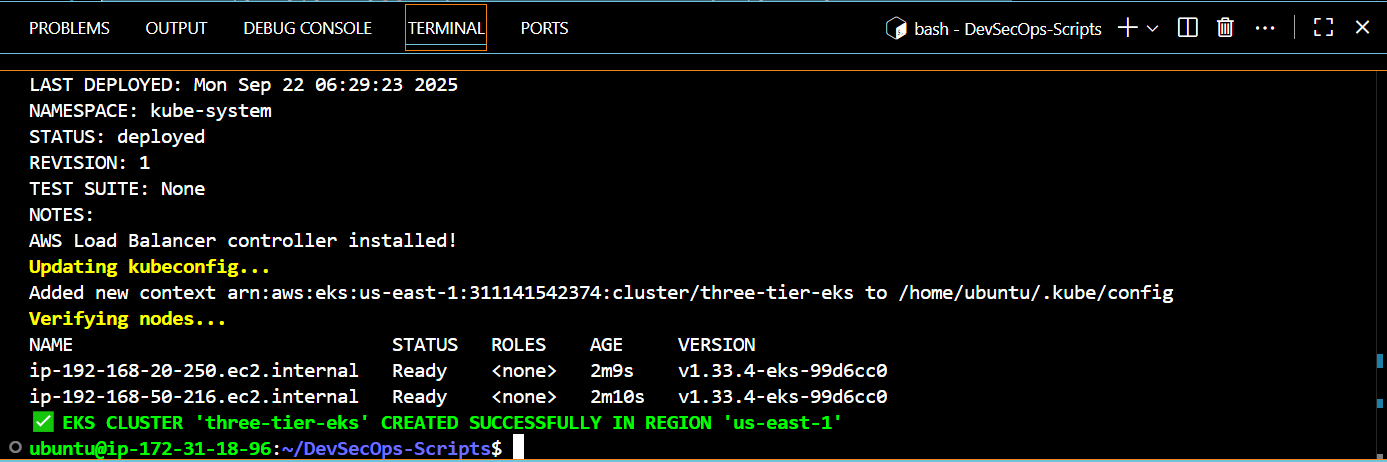 PROBLEMS OUTPUT DEBUG CONSOLE TERMINAL PORTS bash - DevSecOps-Scripts
LAST DEPLOYED: Mon Sep 22 06:29:23 2025
NAMESPACE: kube-system
STATUS: deployed
REVISION: 1
TEST SUITE: None
NOTES:
AWS Load Balancer controller installed!
Updating kubeconfig...
Added new context arn:aws:eks:us-east-1:311141542374:cluster/three-tier-eks to /home/ubuntu/.kube/config
Verifying nodes...
NAME STATUS ROLES AGE VERSION
ip-192-168-20-250.ec2.internal Ready <none> 2m9s v1.33.4-eks-99d6cc0
ip-192-168-50-216.ec2.internal Ready <none> 2m10s v1.33.4-eks-99d6cc0
✅ EKS CLUSTER 'three-tier-eks' CREATED SUCCESSFULLY IN REGION 'us-east-1'
ubuntu@ip-172-31-18-96:~/DevSecOps-Scripts$